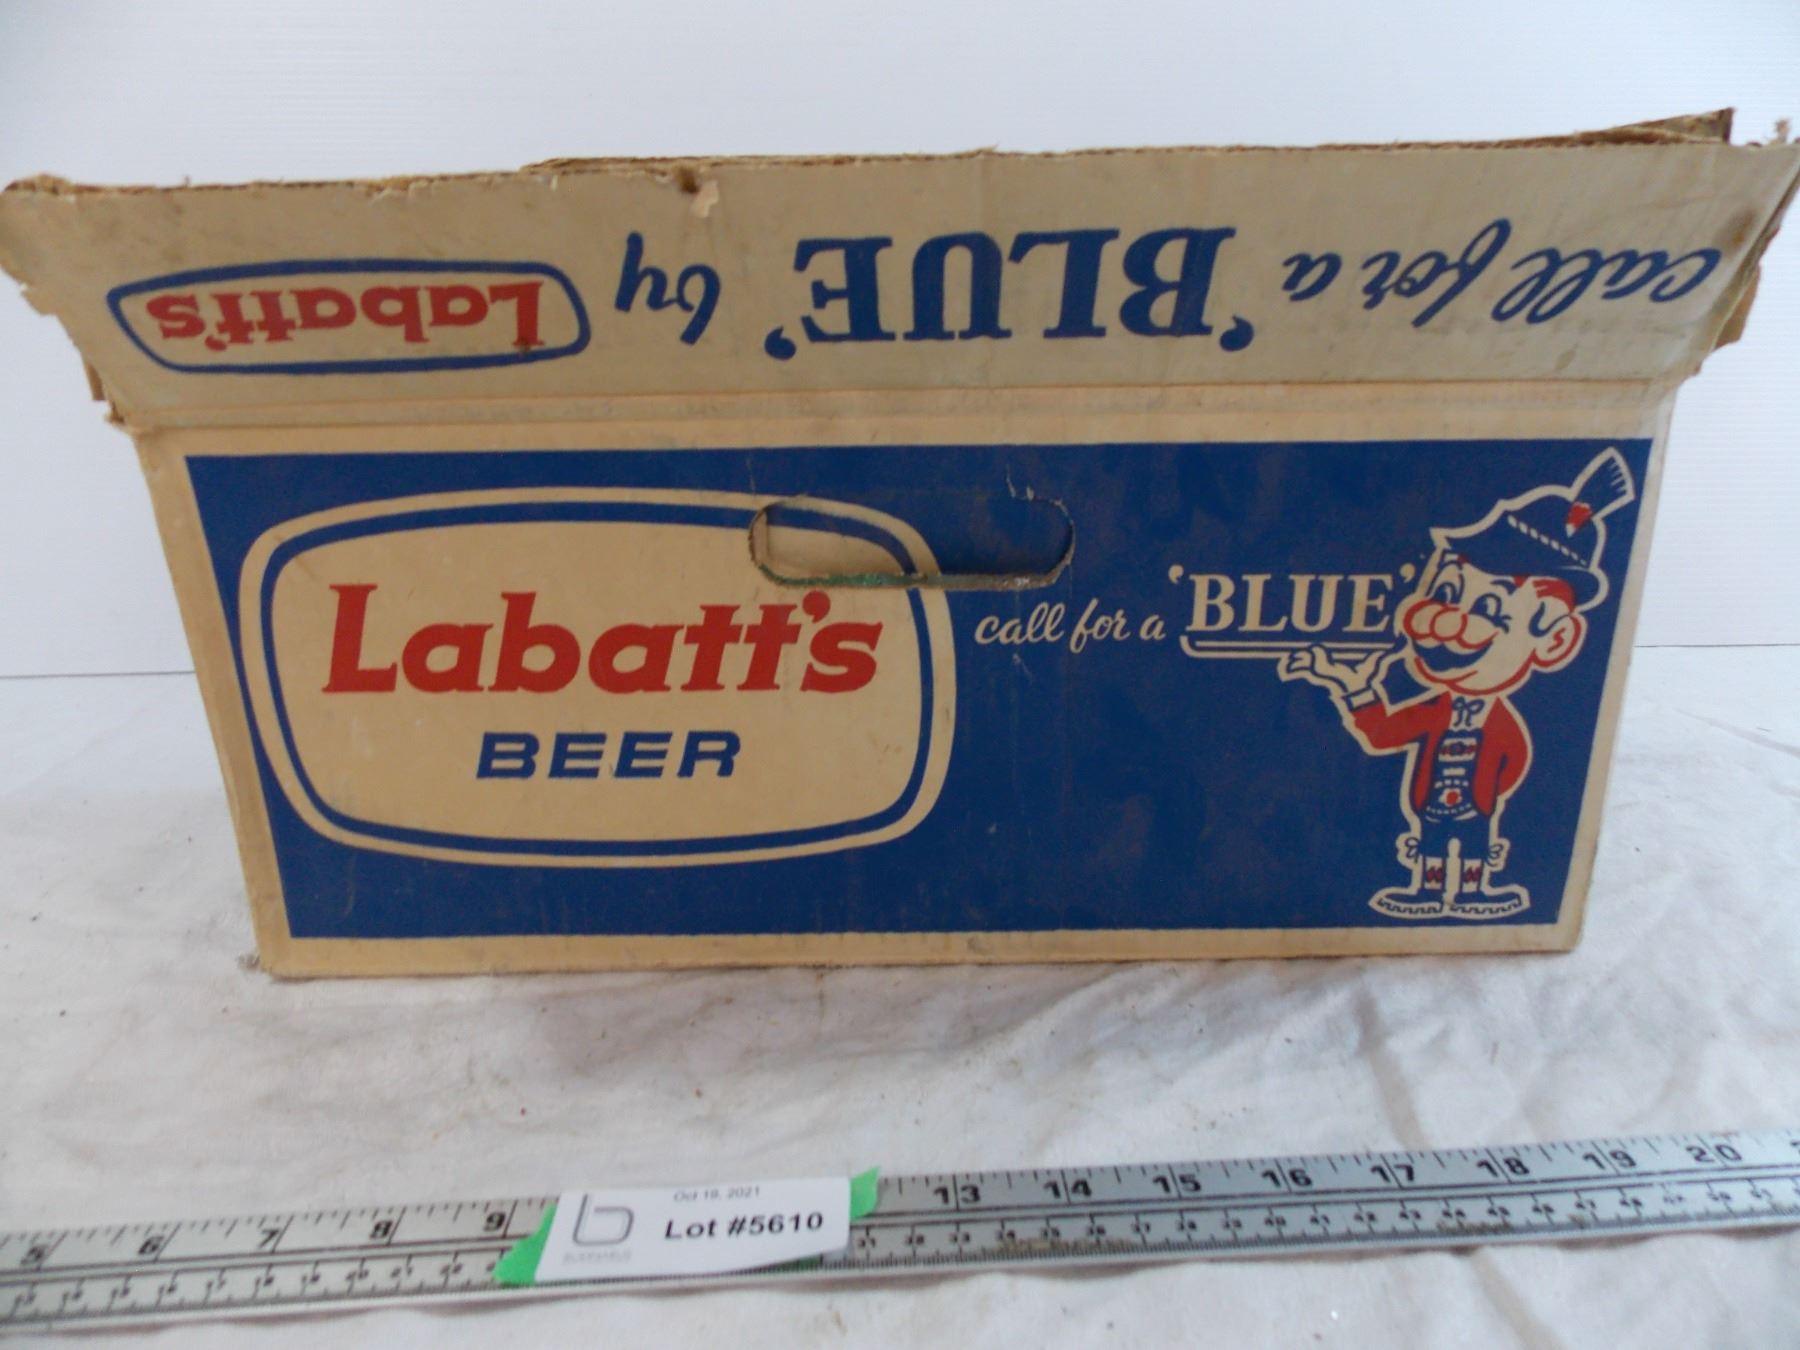 call for a 'BLUE' by Labatt's
Labatt's
BEER
call for a 'BLUE'
Oct 19, 2021
Lot #5610
5 6 7 8 9 13 14 15 16 17 18 19 20